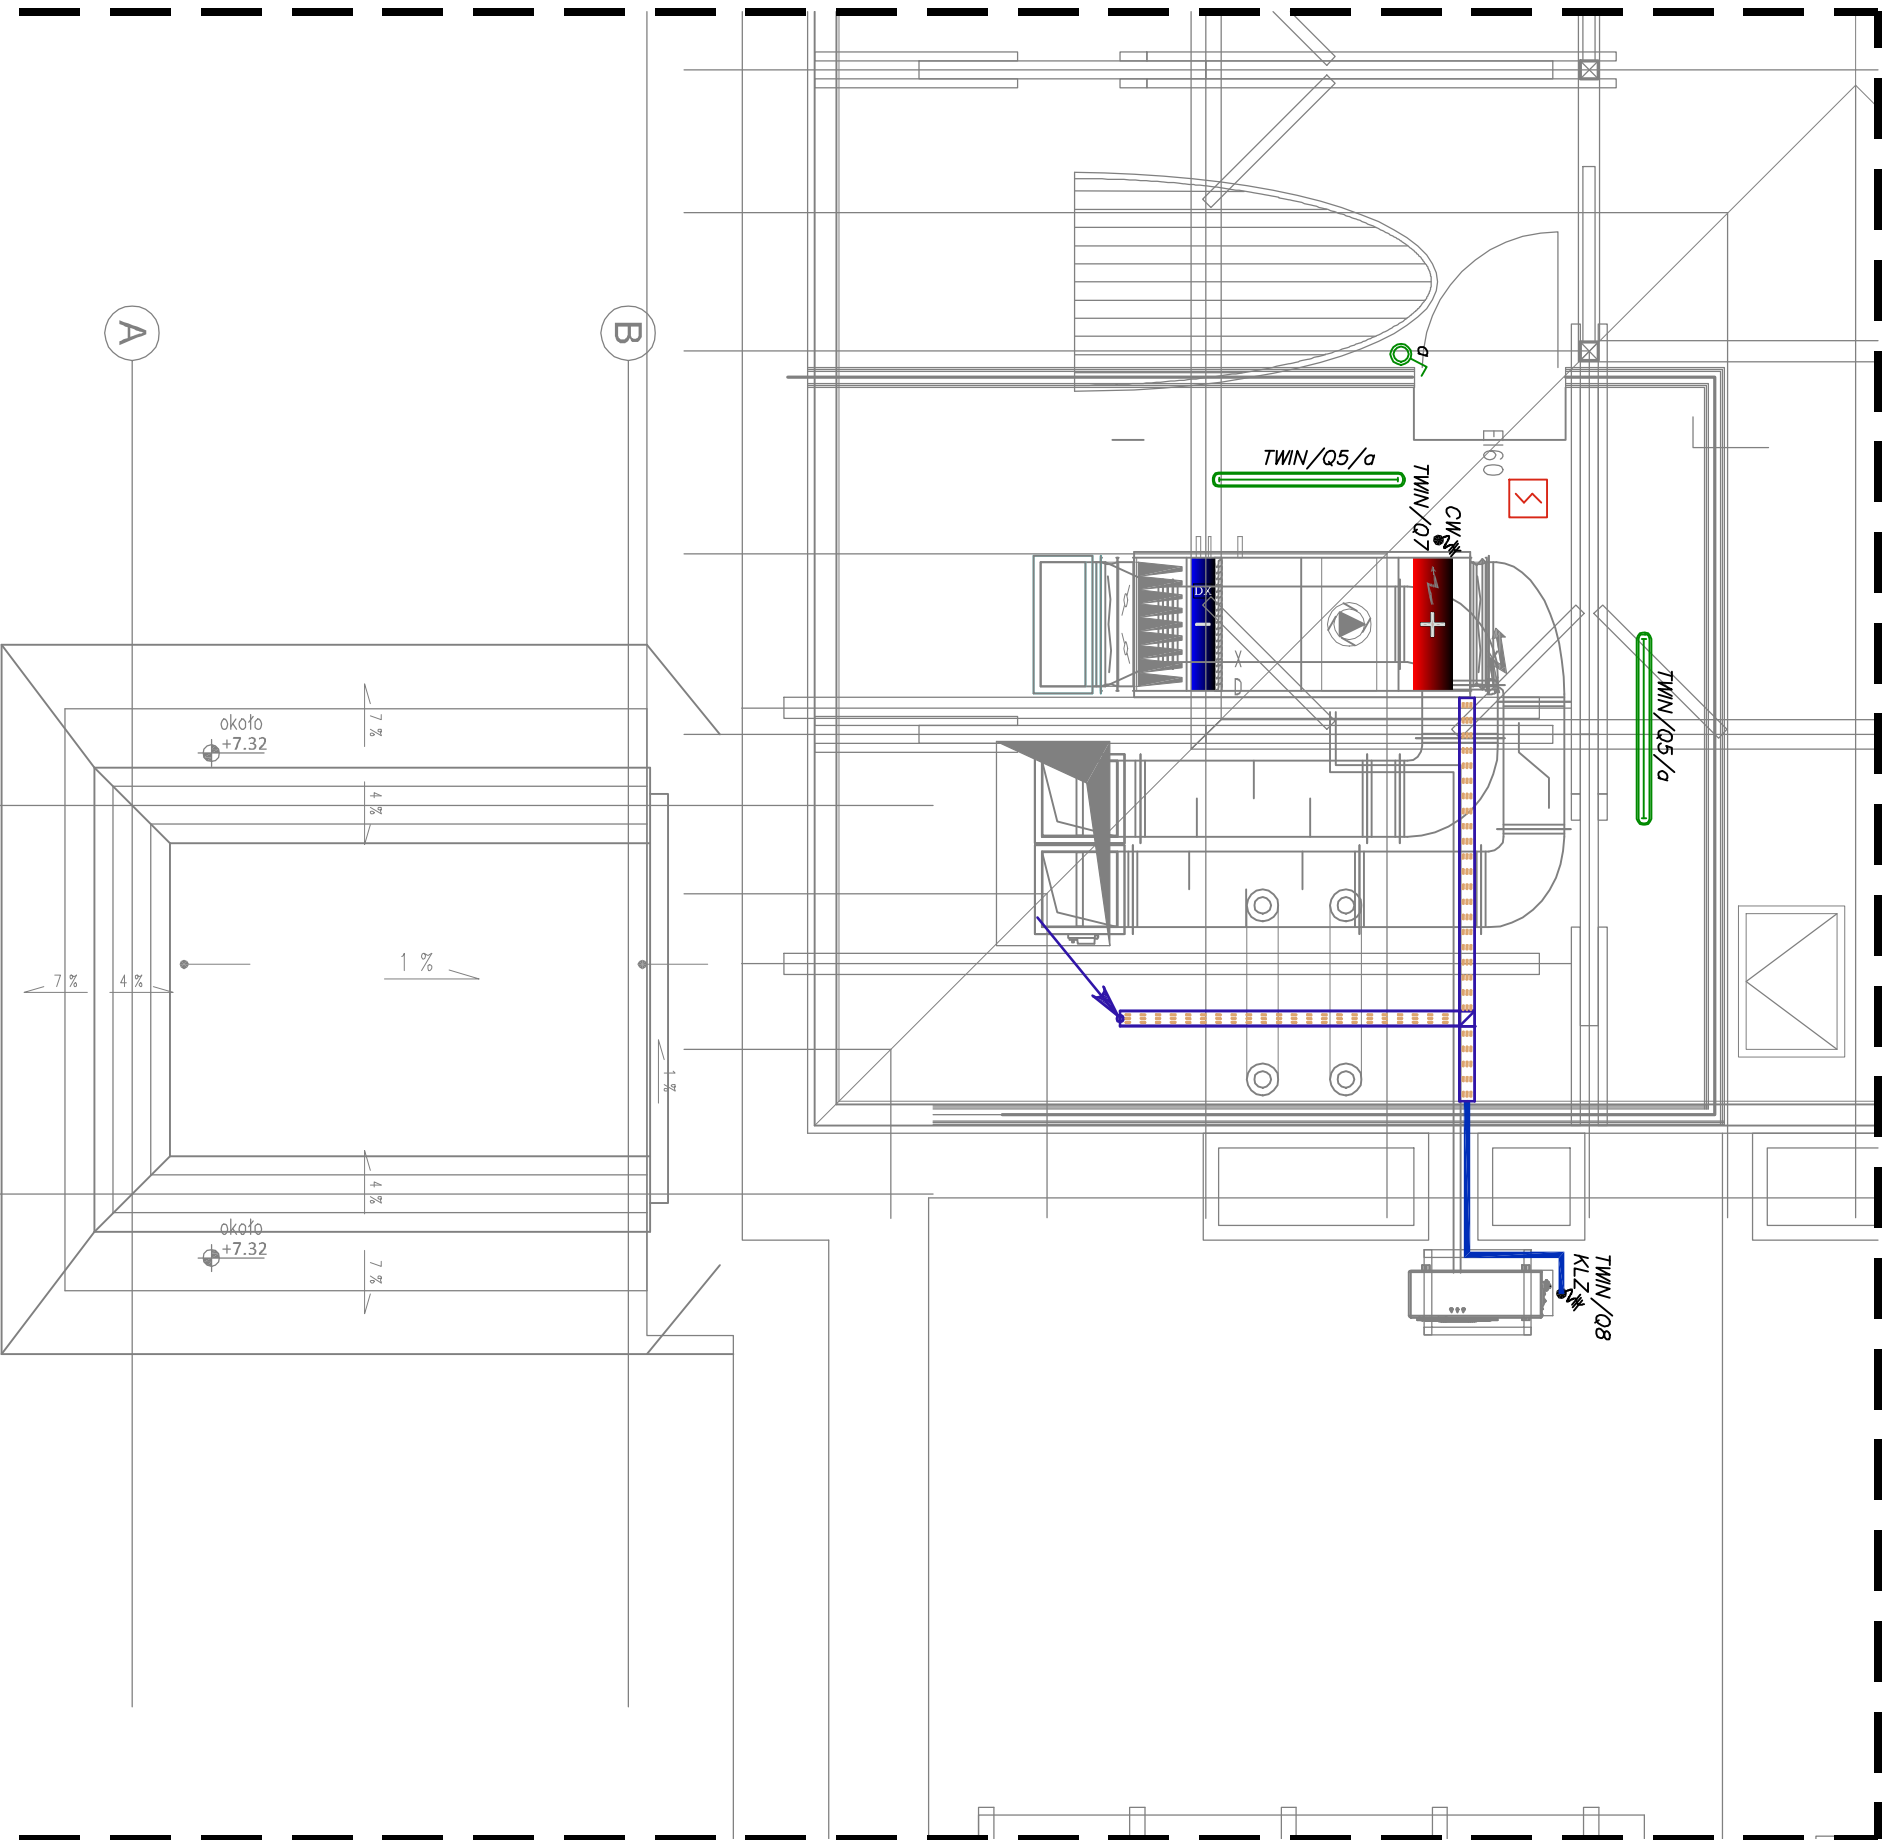 A
B
a
EI60
TWIN/Q5/a
TWIN/Q7
CW
DX
X
D
TWIN/Q5/a
około
+7.32
7 %
4 %
1 %
7 %
4 %
1 %
4 %
około
+7.32
7 %
TWIN/Q8
KLZ